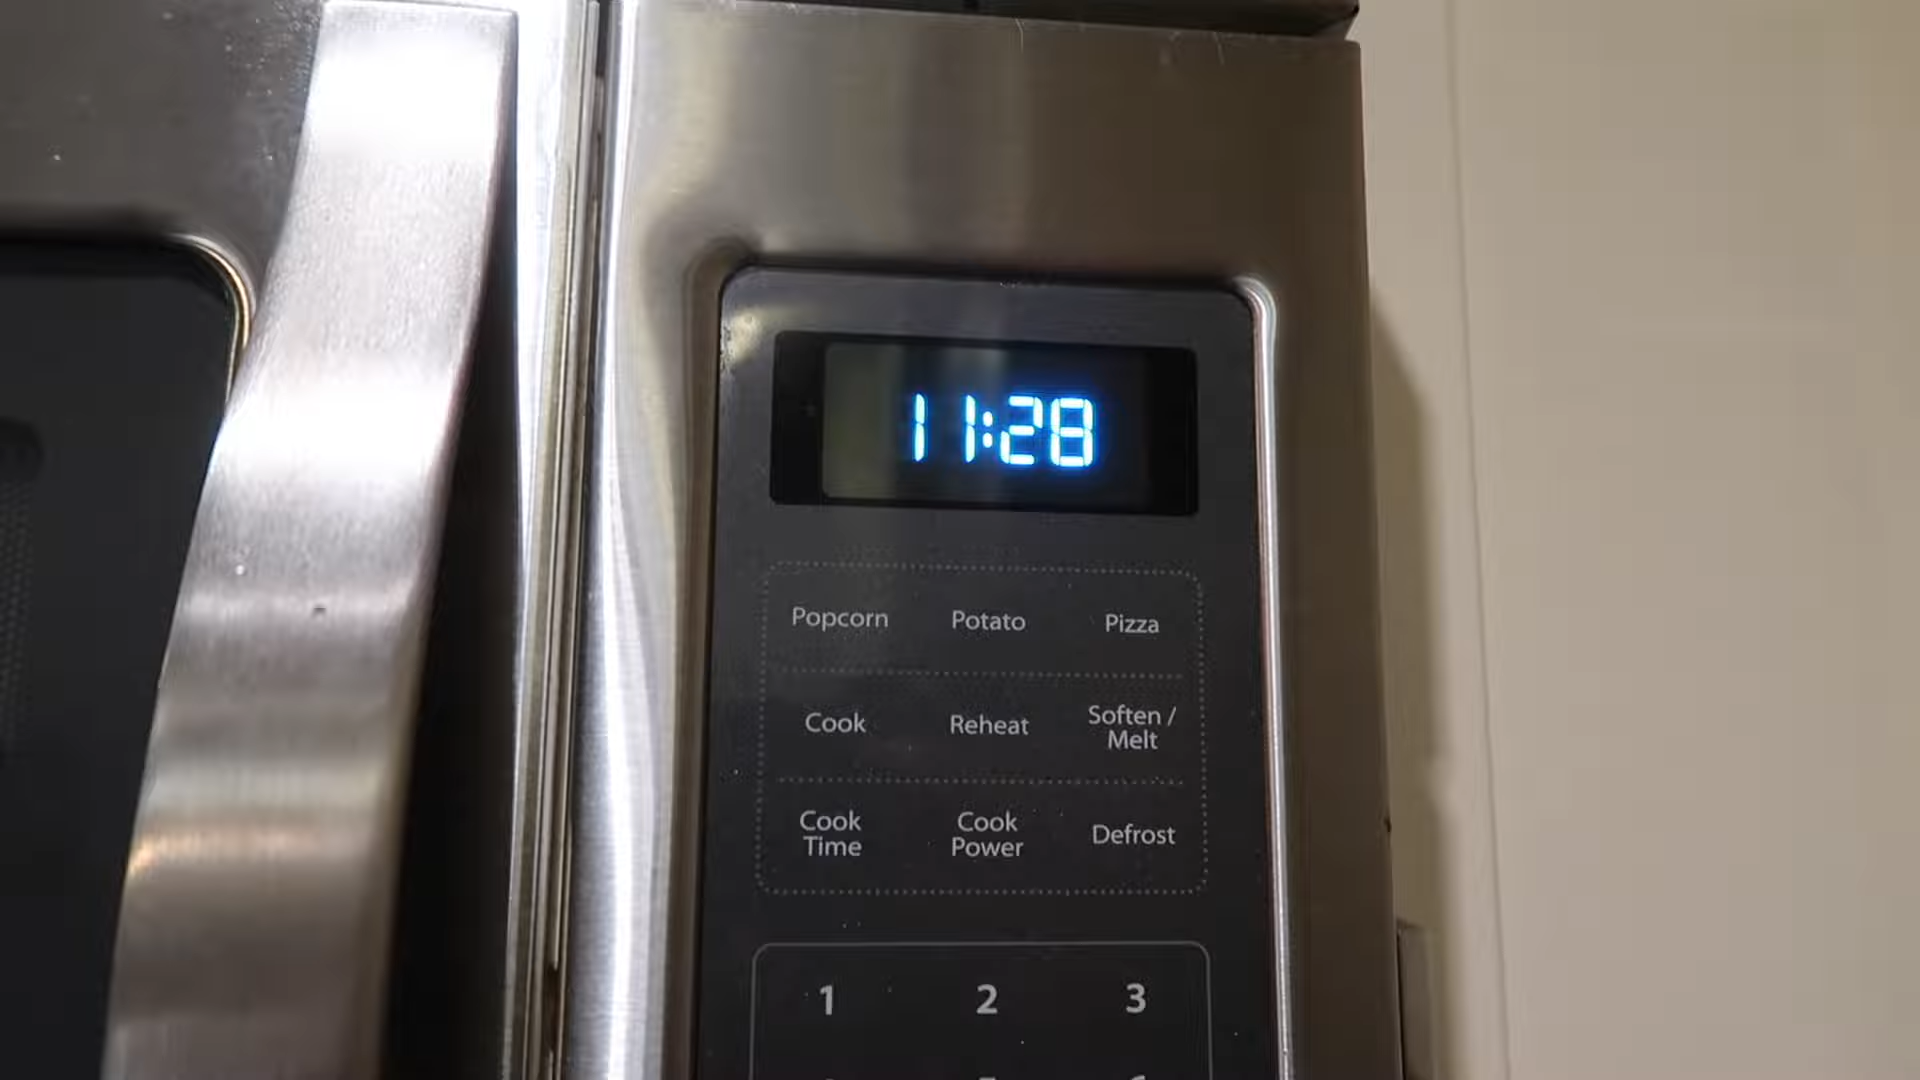 11:28
Popcorn Potato Pizza
Cook Reheat Soften / Melt
Cook Time Cook Power Defrost
1 2 3